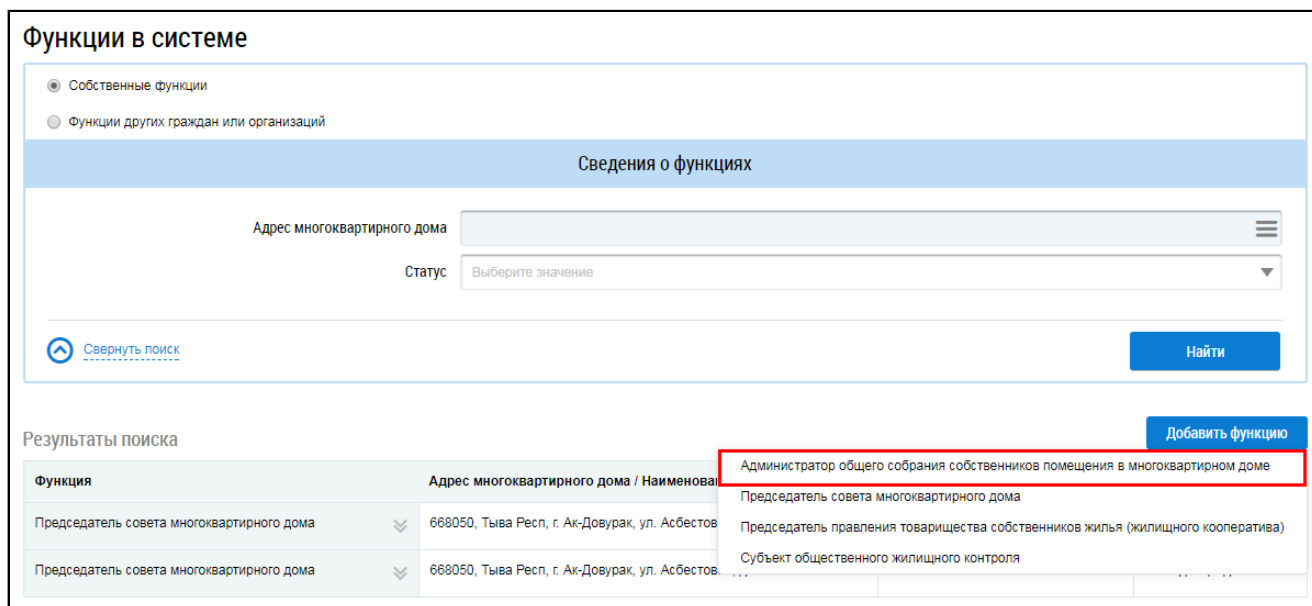 Функции в системе
Собственные функции
Функции других граждан или организаций
Сведения о функциях
Адрес многоквартирного дома
Статус
Выберите значение
Свернуть поиск
Найти
Результаты поиска
Добавить функцию
Администратор общего собрания собственников помещения в многоквартирном доме
Председатель совета многоквартирного дома
Председатель правления товарищества собственников жилья (жилищного кооператива)
Субъект общественного жилищного контроля
Функция
Адрес многоквартирного дома /
Председатель совета многоквартирного дома
668050, Тыва Респ, г. Ак-Довурак, ул.
Председатель совета многоквартирного дома
668050, Тыва Респ, г. Ак-Довурак, ул.